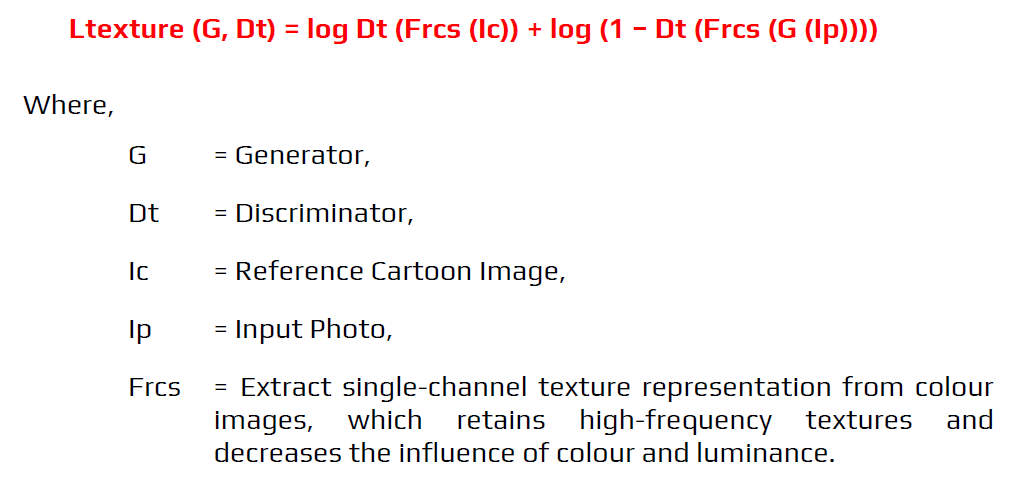 Ltexture (G, Dt) = log Dt (Frcs (Ic)) + log (1 − Dt (Frcs (G (Ip))))
Where,
G = Generator,
Dt = Discriminator,
Ic = Reference Cartoon Image,
Ip = Input Photo,
Frcs = Extract single-channel texture representation from colour
images, which retains high-frequency textures and
decreases the influence of colour and luminance.